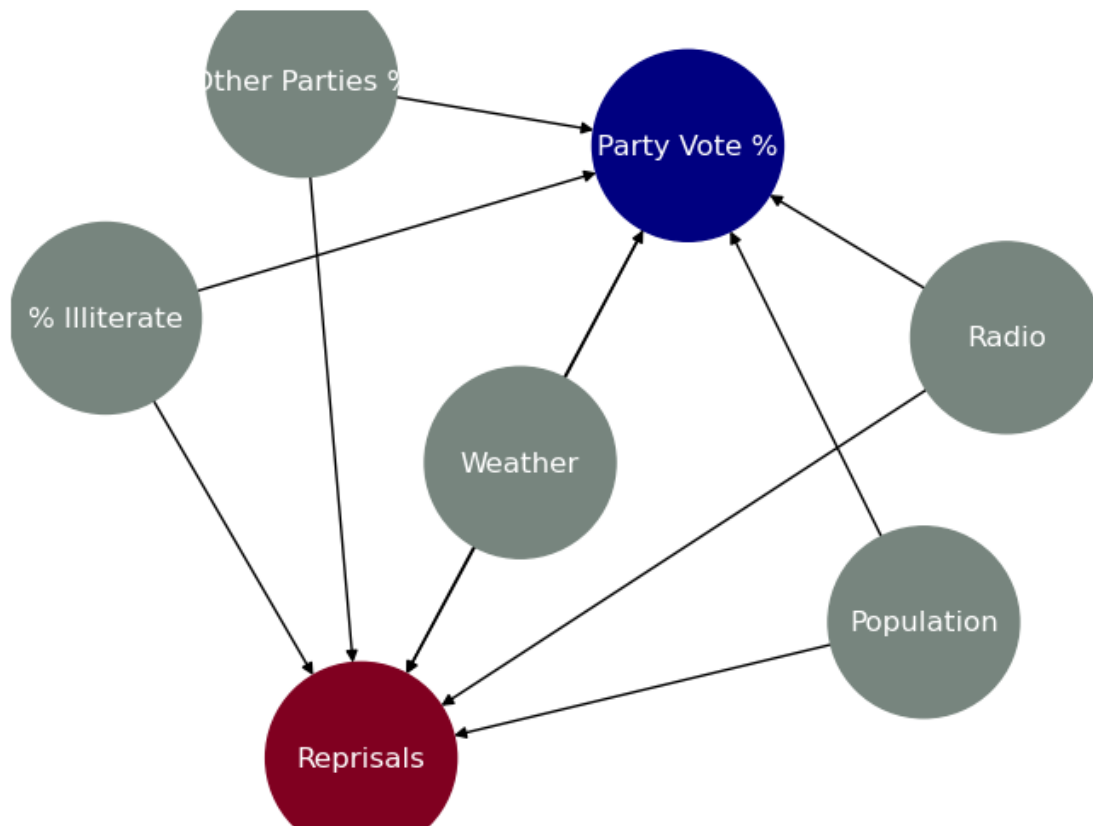 Other Parties %
Party Vote %
% Illiterate
Radio
Weather
Population
Reprisals